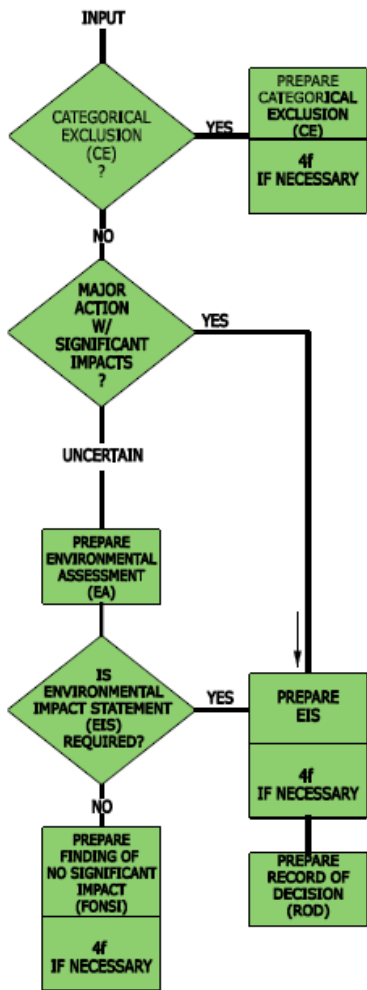 INPUT
CATEGORICAL
EXCLUSION
(CE)
?
YES
PREPARE
CATEGORICAL
EXCLUSION
(CE)
4f
IF NECESSARY
NO
MAJOR
ACTION
W/
SIGNIFICANT
IMPACTS
?
YES
UNCERTAIN
PREPARE
ENVIRONMENTAL
ASSESSMENT
(EA)
IS
ENVIRONMENTAL
IMPACT STATEMENT
(EIS)
REQUIRED?
YES
PREPARE
EIS
4f
IF NECESSARY
NO
PREPARE
FINDING OF
NO SIGNIFICANT
IMPACT
(FONSI)
4f
IF NECESSARY
PREPARE
RECORD OF
DECISION
(ROD)